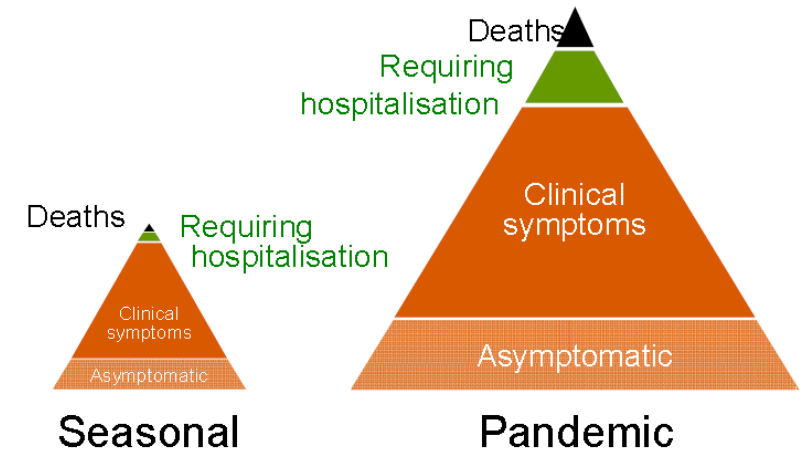 Deaths
Requiring
hospitalisation
Clinical
symptoms
Asymptomatic
Seasonal
Deaths
Requiring
hospitalisation
Clinical
symptoms
Asymptomatic
Pandemic